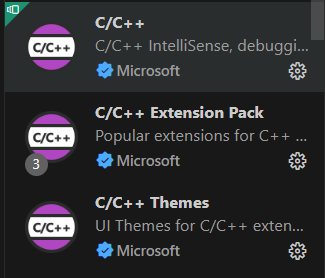 C/C++
C/C++
C/C++ IntelliSense, debuggi...
Microsoft
C/C++
C/C++ Extension Pack
Popular extensions for C++ ...
3
Microsoft
C/C++
C/C++ Themes
UI Themes for C/C++ exten...
Microsoft